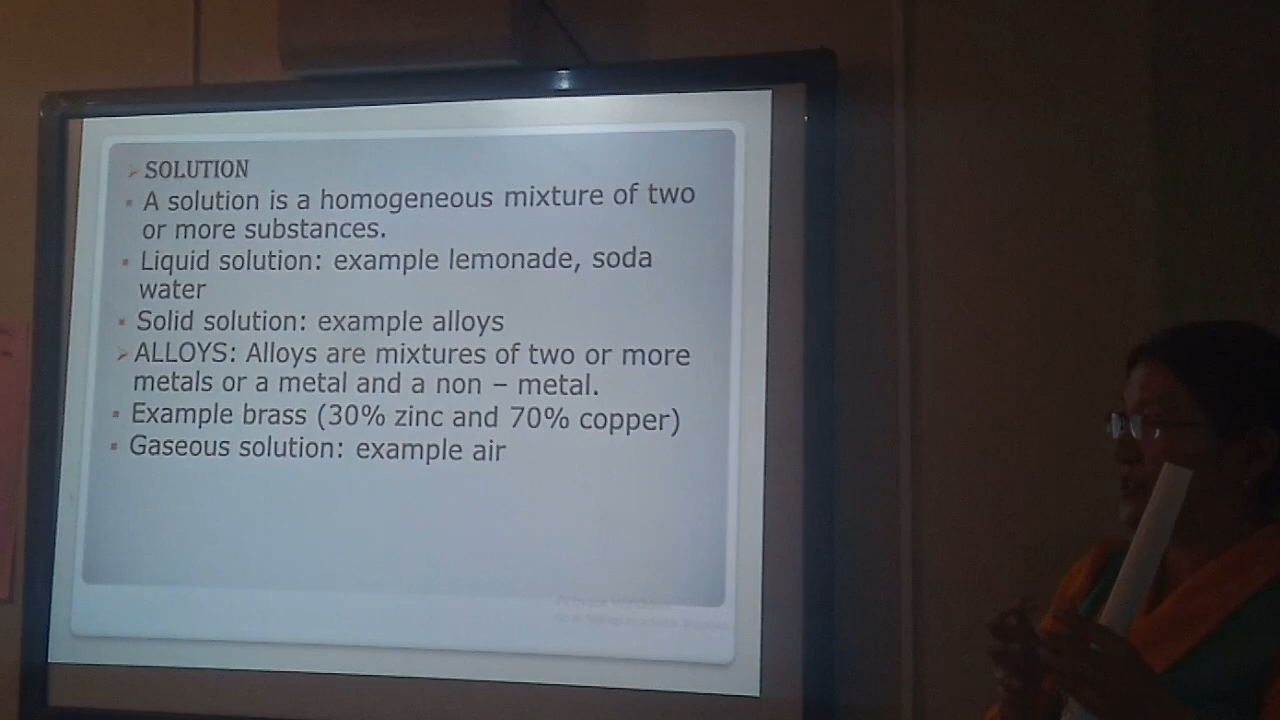 SOLUTION
A solution is a homogeneous mixture of two
or more substances.
Liquid solution: example lemonade, soda
water
Solid solution: example alloys
ALLOYS: Alloys are mixtures of two or more
metals or a metal and a non – metal.
Example brass (30% zinc and 70% copper)
Gaseous solution: example air